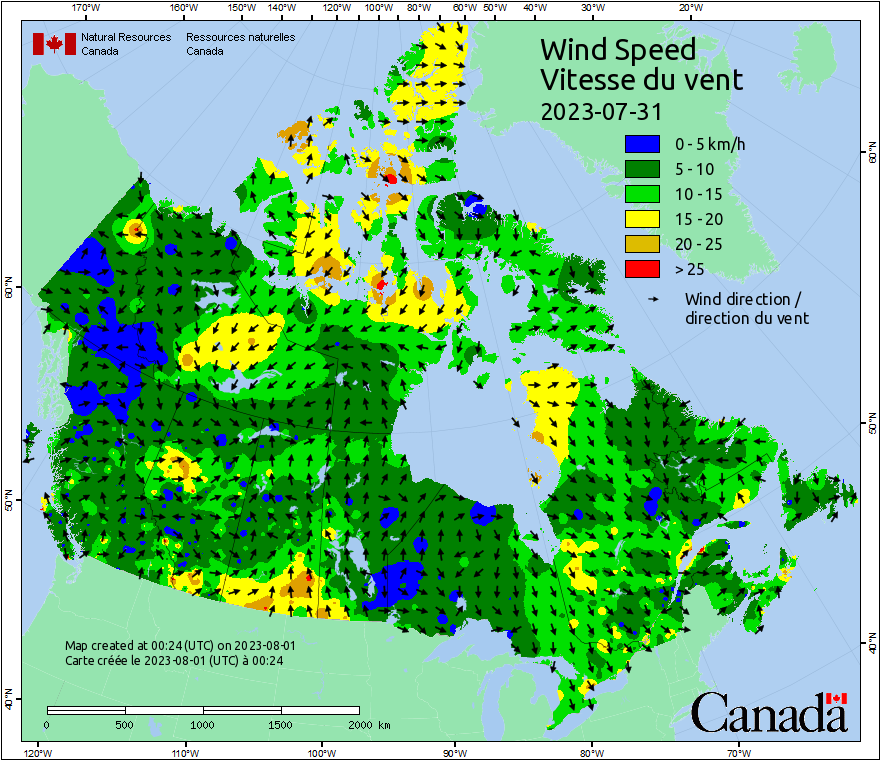 170°W 160°W 150°W 140°W 120°W 100°W 80°W 60°W 50°W 40°W 30°W 20°W
Natural Resources Ressources naturelles
Canada Canada
Wind Speed
Vitesse du vent
2023-07-31
0 - 5 km/h
5 - 10
10 - 15
15 - 20
20 - 25
> 25
Wind direction /
direction du vent
60°N
50°N
40°N
60°N
50°N
40°N
Map created at 00:24 (UTC) on 2023-08-01
Carte créée le 2023-08-01 (UTC) à 00:24
0 500 1000 1500 2000 km
Canada
120°W 110°W 100°W 90°W 80°W 70°W